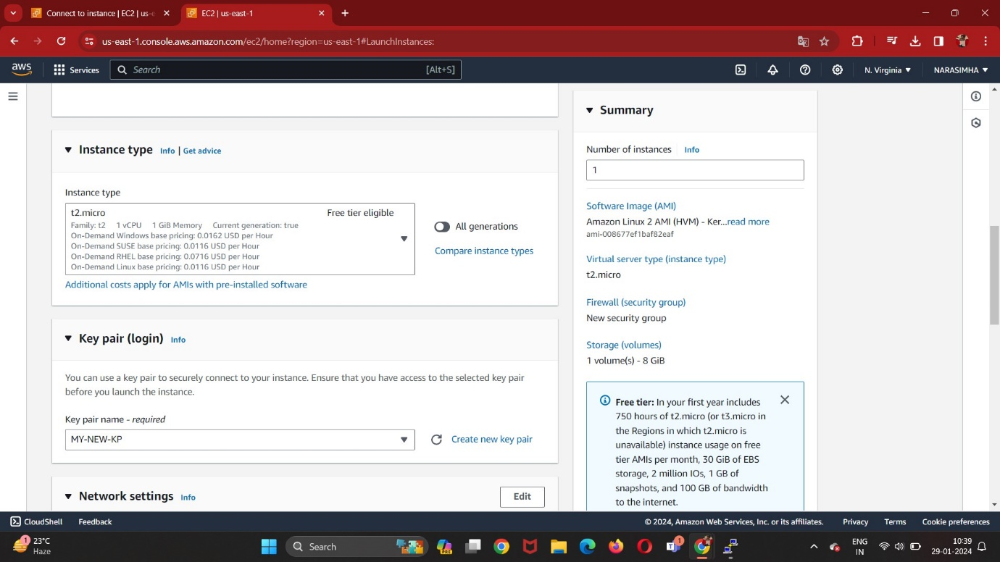 Connect to instance | EC2 | us-e
EC2 | us-east-1
us-east-1.console.aws.amazon.com/ec2/home?region=us-east-1#LaunchInstances:
aws
Services
Search
[Alt+S]
N. Virginia
NARASIMHA
Instance type
Info | Get advice
Instance type
t2.micro
Free tier eligible
Family: t2 1 vCPU 1 GiB Memory Current generation: true
On-Demand Windows base pricing: 0.0162 USD per Hour
On-Demand SUSE base pricing: 0.0116 USD per Hour
On-Demand RHEL base pricing: 0.0716 USD per Hour
On-Demand Linux base pricing: 0.0116 USD per Hour
All generations
Compare instance types
Additional costs apply for AMIs with pre-installed software
Key pair (login)
Info
You can use a key pair to securely connect to your instance. Ensure that you have access to the selected key pair
before you launch the instance.
Key pair name - required
MY-NEW-KP
Create new key pair
Network settings
Info
Edit
Summary
Number of instances
Info
1
Software Image (AMI)
Amazon Linux 2 AMI (HVM) - Ker...read more
ami-008677ef1baf82eaf
Virtual server type (instance type)
t2.micro
Firewall (security group)
New security group
Storage (volumes)
1 volume(s) - 8 GiB
Free tier: In your first year includes
750 hours of t2.micro (or t3.micro in
the Regions in which t2.micro is
unavailable) instance usage on free
tier AMIs per month, 30 GiB of EBS
storage, 2 million IOs, 1 GB of
snapshots, and 100 GB of bandwidth
to the internet.
CloudShell
Feedback
© 2024, Amazon Web Services, Inc. or its affiliates.
Privacy
Terms
Cookie preferences
1
23°C
Haze
Search
PRE
1
ENG
IN
10:39
29-01-2024